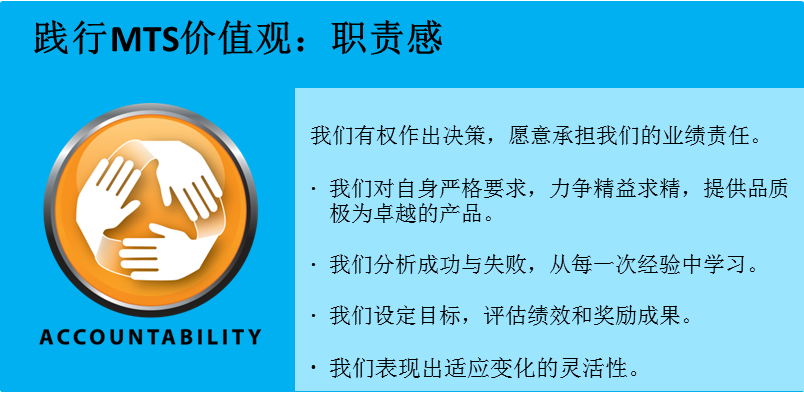 践行MTS价值观：职责感
ACCOUNTABILITY
我们有权作出决策，愿意承担我们的业绩责任。
· 我们对自身严格要求，力争精益求精，提供品质
极为卓越的产品。
· 我们分析成功与失败，从每一次经验中学习。
· 我们设定目标，评估绩效和奖励成果。
· 我们表现出适应变化的灵活性。